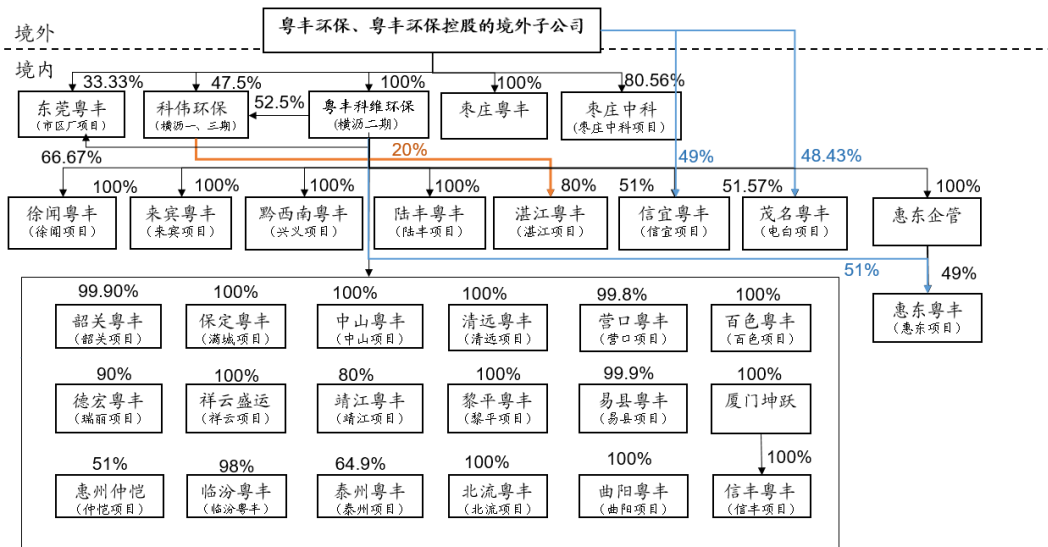 境外
粤丰环保、粤丰环保控股的境外子公司
境内
33.33%
47.5%
100%
100%
80.56%
东莞粤丰
(市区厂项目)
科伟环保
(横沥一、三期)
52.5%
粤丰科维环保
(横沥二期)
枣庄粤丰
枣庄中科
(枣庄中科项目)
66.67%
20%
49%
48.43%
100%
100%
100%
100%
80%
51%
51.57%
100%
徐闻粤丰
(徐闻项目)
来宾粤丰
(来宾项目)
黔西南粤丰
(兴义项目)
陆丰粤丰
(陆丰项目)
湛江粤丰
(湛江项目)
信宜粤丰
(信宜项目)
茂名粤丰
(电白项目)
惠东企管
51%
49%
惠东粤丰
(惠东项目)
99.90%
100%
100%
100%
99.8%
100%
韶关粤丰
(韶关项目)
保定粤丰
(满城项目)
中山粤丰
(中山项目)
清远粤丰
(清远项目)
营口粤丰
(营口项目)
百色粤丰
(百色项目)
90%
100%
80%
100%
99.9%
100%
德宏粤丰
(瑞丽项目)
祥云盛运
(祥云项目)
靖江粤丰
(靖江项目)
黎平粤丰
(黎平项目)
易县粤丰
(易县项目)
厦门坤跃
51%
98%
64.9%
100%
100%
100%
惠州仲恺
(仲恺项目)
临汾粤丰
(临汾粤丰)
泰州粤丰
(泰州项目)
北流粤丰
(北流项目)
曲阳粤丰
(曲阳项目)
信丰粤丰
(信丰项目)